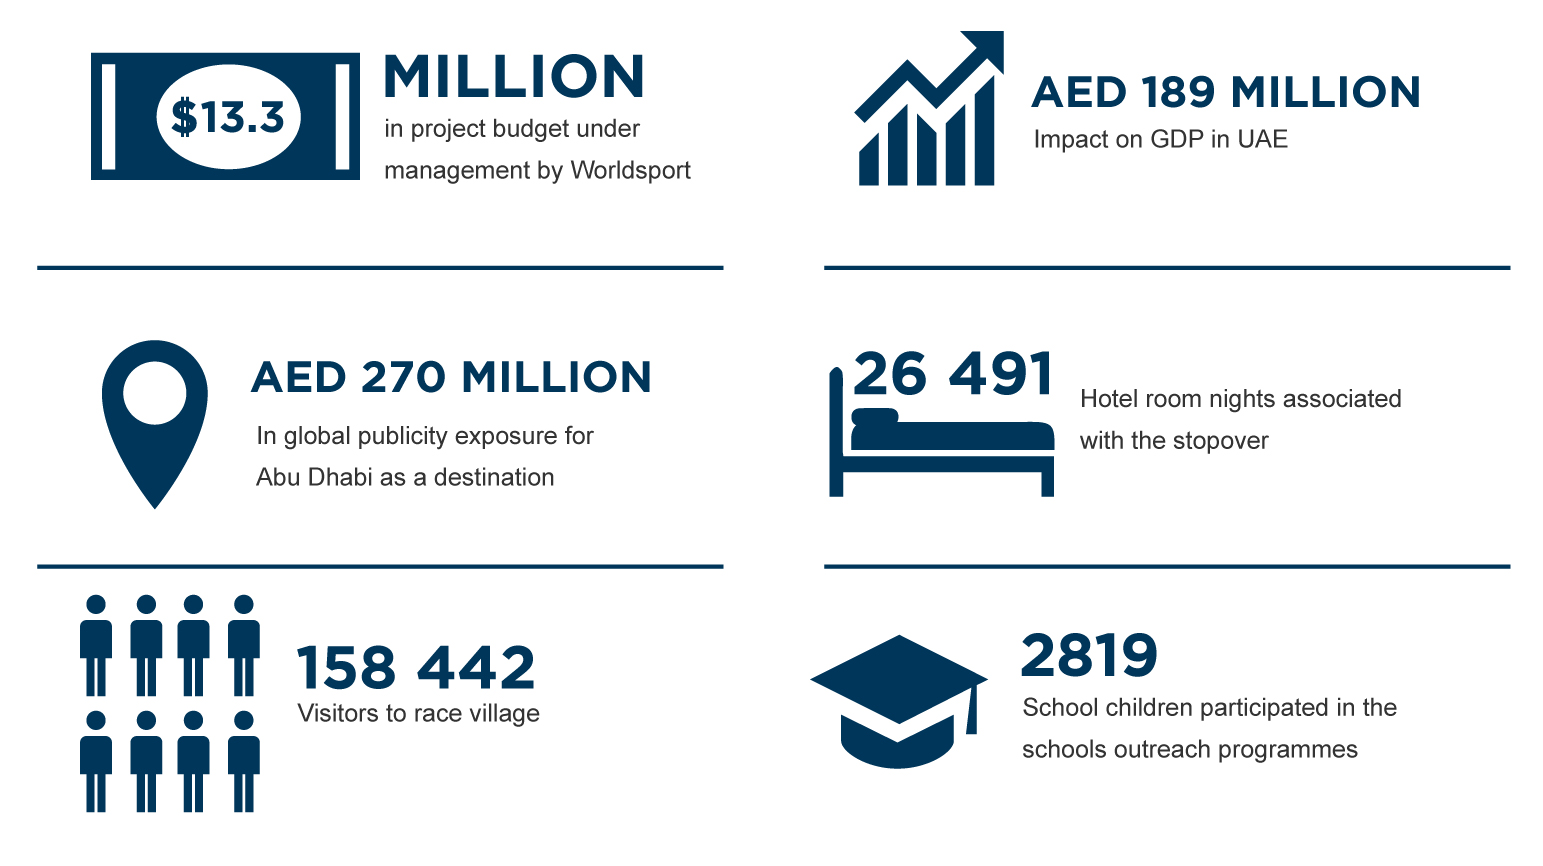 $13.3
MILLION
in project budget under
management by Worldsport
AED 189 MILLION
Impact on GDP in UAE
AED 270 MILLION
In global publicity exposure for
Abu Dhabi as a destination
26 491
Hotel room nights associated
with the stopover
158 442
Visitors to race village
2819
School children participated in the
schools outreach programmes